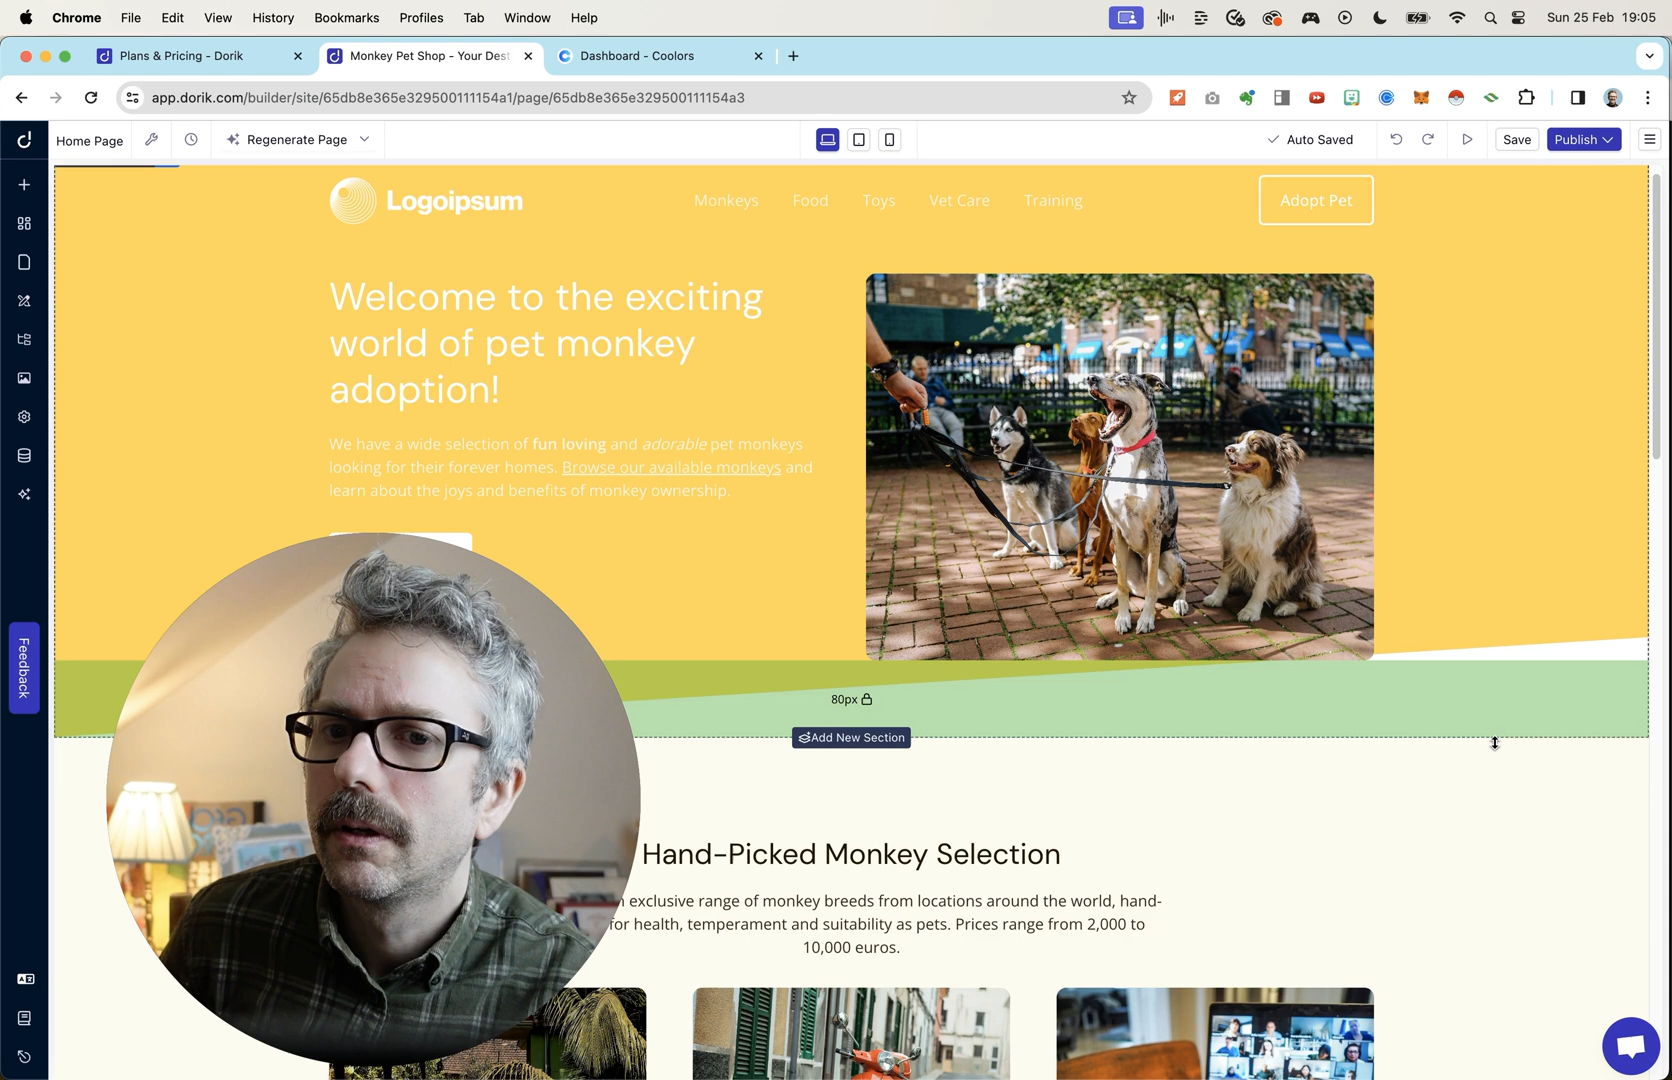 Chrome File Edit View History Bookmarks Profiles Tab Window Help Sun 25 Feb 19:05
Plans & Pricing - Dorik Monkey Pet Shop - Your Dest Dashboard - Coolors
app.dorik.com/builder/site/65db8e365e329500111154a1/page/65db8e365e329500111154a3
Home Page Regenerate Page Auto Saved Save Publish
Logoipsum Monkeys Food Toys Vet Care Training Adopt Pet
Welcome to the exciting
world of pet monkey
adoption!
We have a wide selection of fun loving and adorable pet monkeys
looking for their forever homes. Browse our available monkeys and
learn about the joys and benefits of monkey ownership.
Feedback
80px
Add New Section
Hand-Picked Monkey Selection
exclusive range of monkey breeds from locations around the world, hand-
for health, temperament and suitability as pets. Prices range from 2,000 to
10,000 euros.